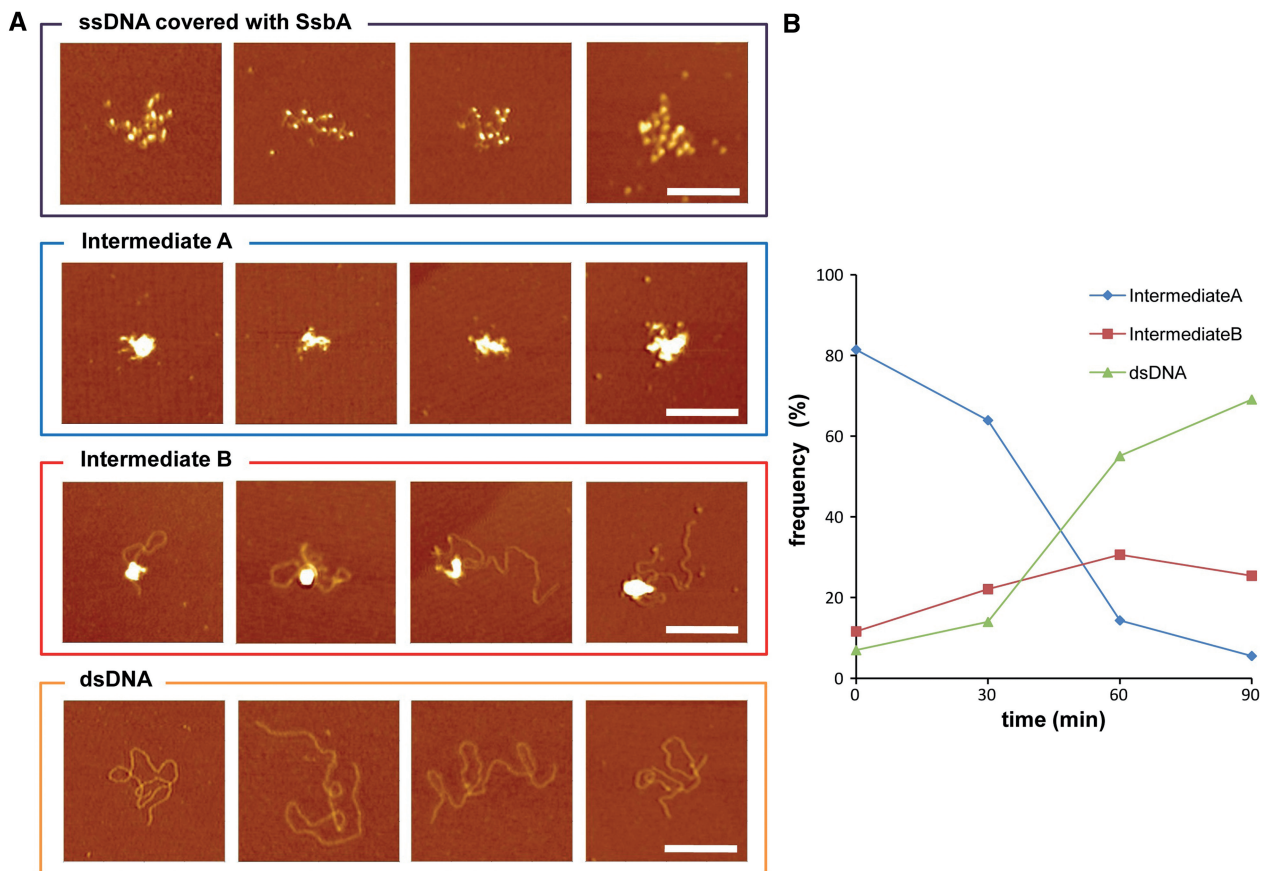 A
ssDNA covered with SsbA
Intermediate A
Intermediate B
dsDNA
B
100
80
60
40
20
0
frequency (%)
0 30 60 90
time (min)
IntermediateA
IntermediateB
dsDNA